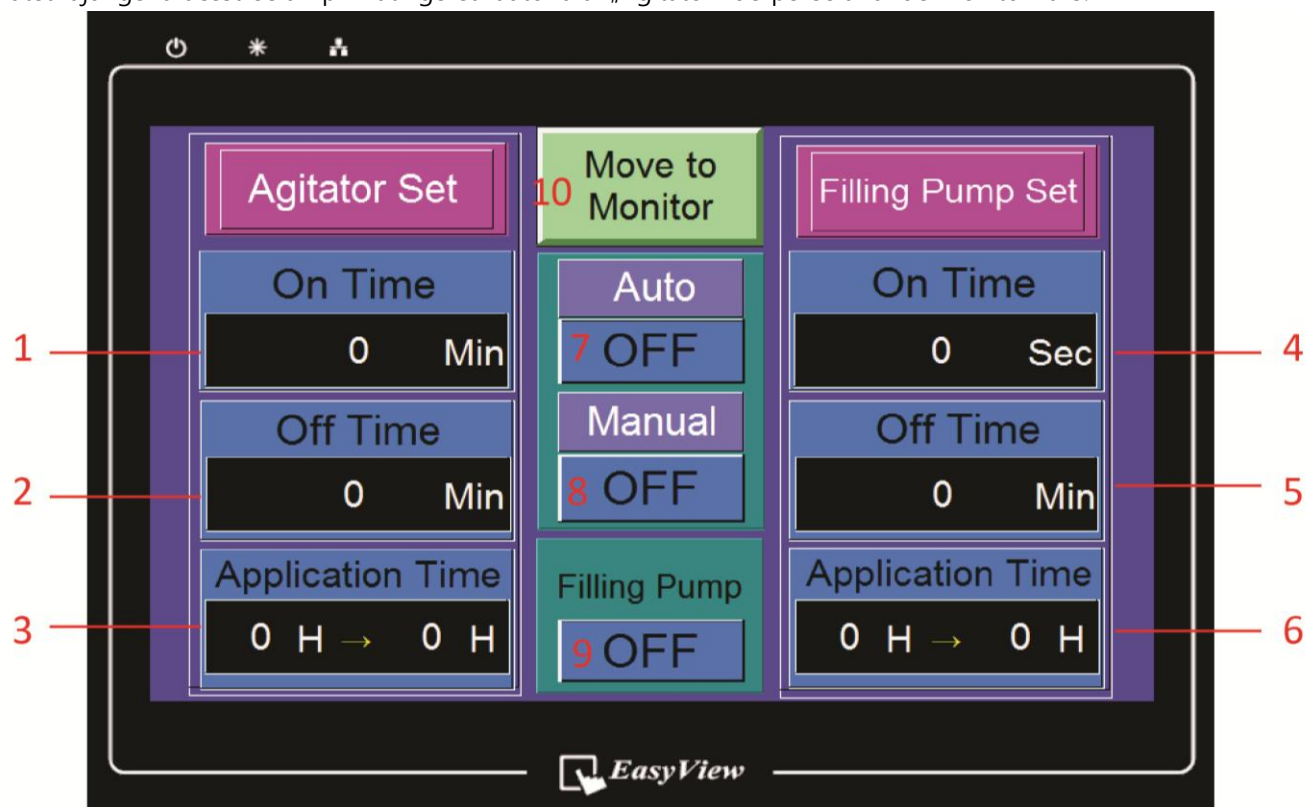 Agitator Set
Move to
10 Monitor
Filling Pump Set
On Time
Auto
On Time
1
0 Min
7 OFF
0 Sec
4
Off Time
Manual
Off Time
2
0 Min
8 OFF
0 Min
5
Application Time
Filling Pump
Application Time
3
0 H → 0 H
9 OFF
0 H → 0 H
6
EasyView